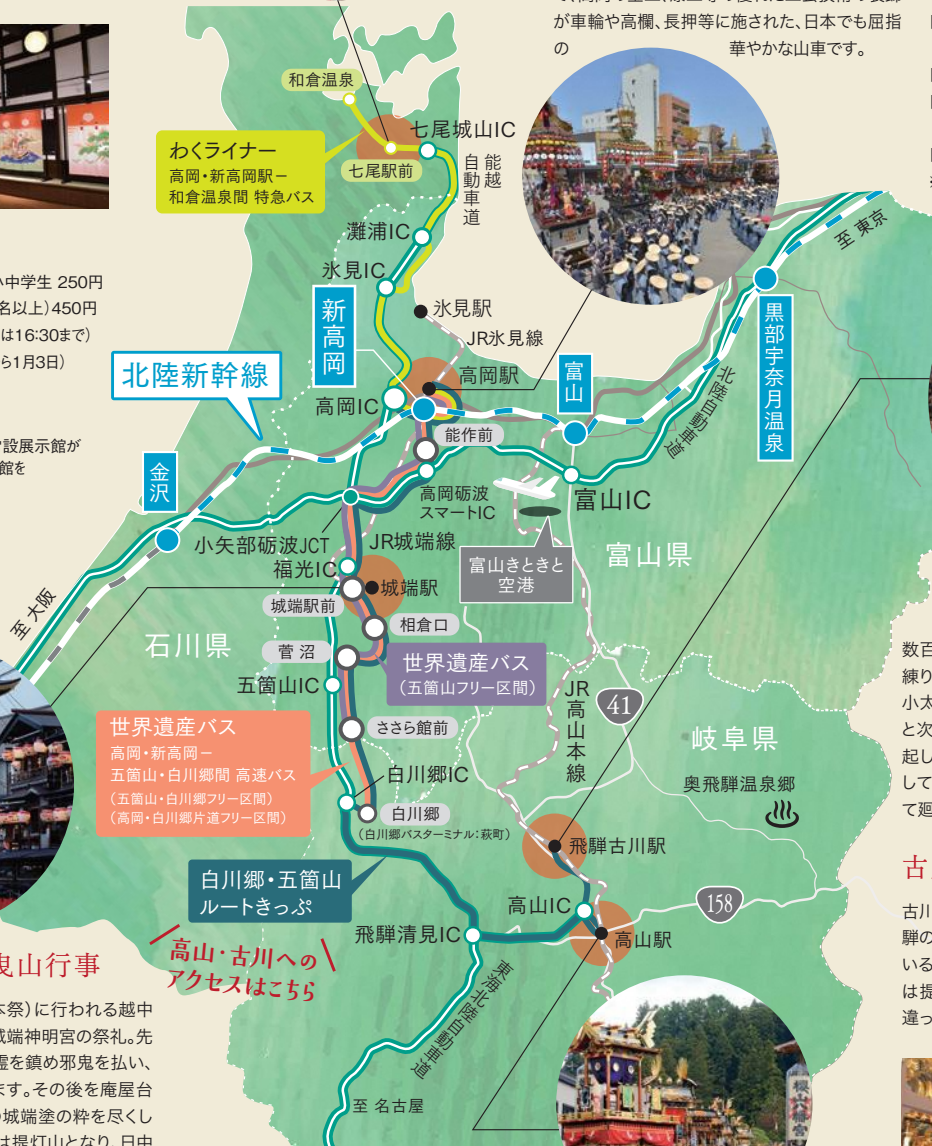 が車輪や高欄、長押等に施された、日本でも屈指
の 華やかな山車です。
和倉温泉
七尾城山IC
わくライナー
高岡・新高岡駅−
和倉温泉間 特急バス
七尾駅前
能越
自動車道
灘浦IC
至 東京
氷見IC
小中学生 250円
名以上)450円
は16:30まで)
ら1月3日)
新高岡
氷見駅
JR氷見線
黒部宇奈月温泉
北陸新幹線
高岡駅
富山
北陸自動車道
高岡IC
能作前
設展示館が
館を
金沢
高岡砺波
スマートIC
富山IC
小矢部砺波JCT
JR城端線
福光IC
富山きときと
空港
富山県
城端駅
城端駅前
至 大阪
相倉口
石川県
菅 沼
世界遺産バス
(五箇山フリー区間)
五箇山IC
JR高山本線
41
世界遺産バス
高岡・新高岡−
五箇山・白川郷間 高速バス
(五箇山・白川郷フリー区間)
(高岡・白川郷片道フリー区間)
ささら館前
岐阜県
白川郷IC
奥飛騨温泉郷
白川郷
(白川郷バスターミナル:荻町)
飛騨古川駅
白川郷・五箇山
ルートきっぷ
高山IC
158
飛騨清見IC
高山駅
高山・古川への
アクセスはこちら
東海北陸自動車道
至 名古屋
数百
練り
小太
と次
起し
して
て廻
古
古川
騨の
いる
は提
違っ
曳山行事
本祭)に行われる越中
城端神明宮の祭礼。先
霊を鎮め邪鬼を払い、
ます。その後を庵屋台
の城端塗の粋を尽くし
は提灯山となり、日中